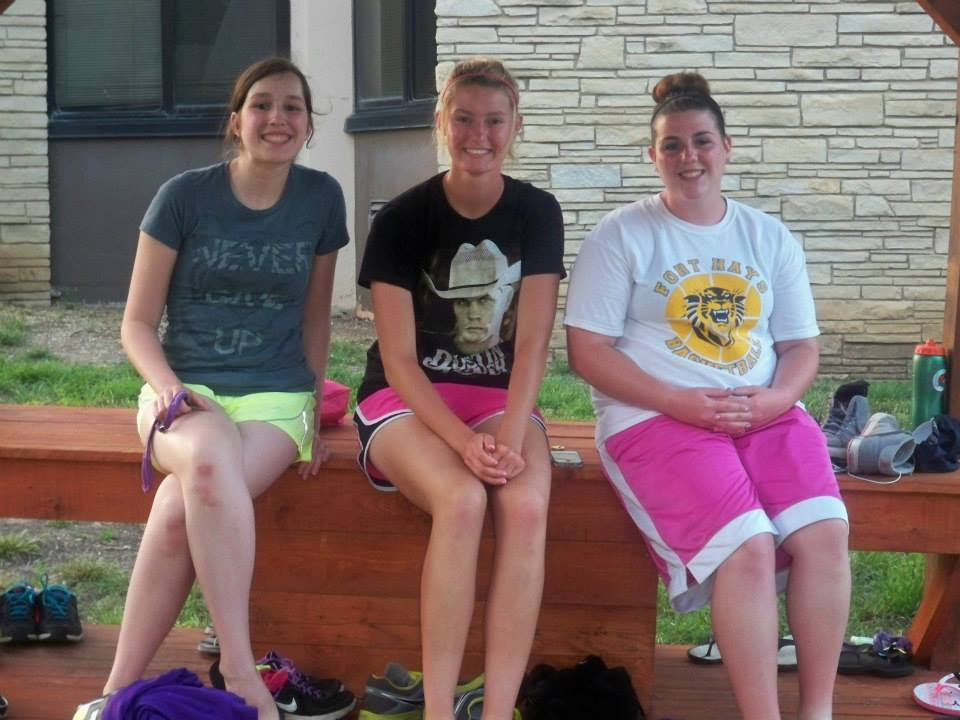 NEVER
GIVE
UP
DUSTIN
FORT HAYS
BASKETBALL
G